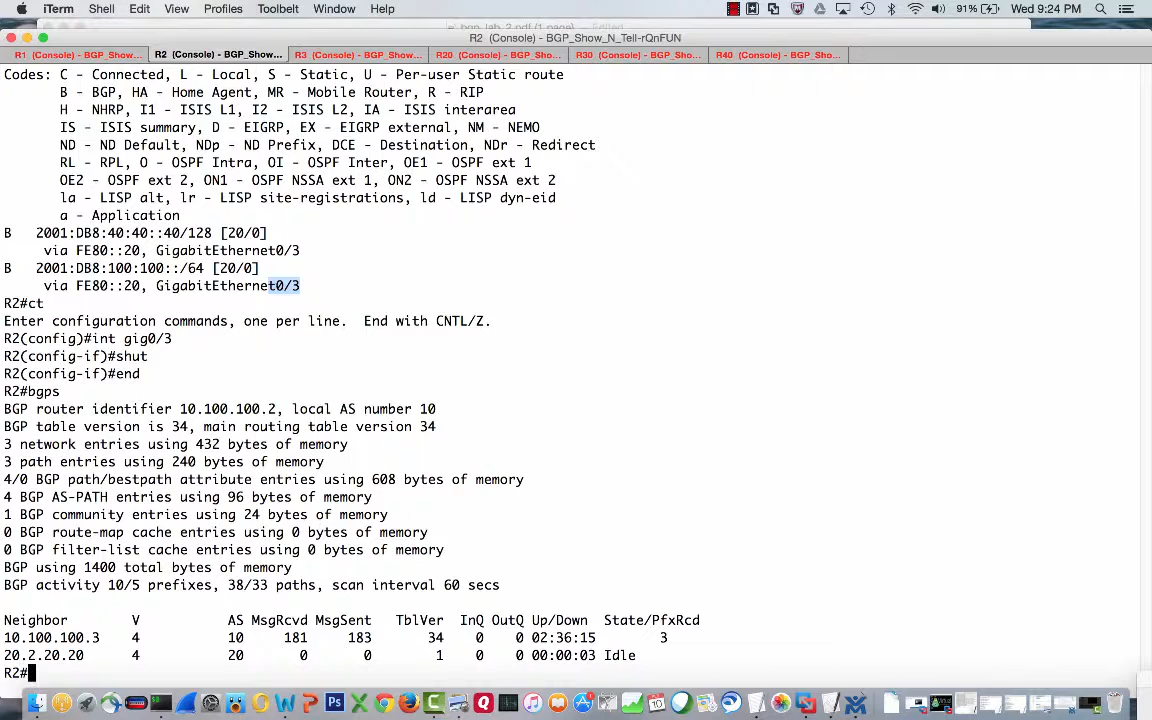 iTerm Shell Edit View Profiles Toolbelt Window Help 91% Wed 9:24 PM
R2 (Console) - BGP_Show_N_Tell-rQnFUN
R1 (Console) - BGP_Show... R2 (Console) - BGP_Show... R3 (Console) - BGP_Sho... R20 (Console) - BGP_Sho... R30 (Console) - BGP_Sho... R40 (Console) - BGP_Sho...
Codes: C - Connected, L - Local, S - Static, U - Per-user Static route
B - BGP, HA - Home Agent, MR - Mobile Router, R - RIP
H - NHRP, I1 - ISIS L1, I2 - ISIS L2, IA - ISIS interarea
IS - ISIS summary, D - EIGRP, EX - EIGRP external, NM - NEMO
ND - ND Default, NDp - ND Prefix, DCE - Destination, NDr - Redirect
RL - RPL, O - OSPF Intra, OI - OSPF Inter, OE1 - OSPF ext 1
OE2 - OSPF ext 2, ON1 - OSPF NSSA ext 1, ON2 - OSPF NSSA ext 2
la - LISP alt, lr - LISP site-registrations, ld - LISP dyn-eid
a - Application
B 2001:DB8:40:40::40/128 [20/0]
via FE80::20, GigabitEthernet0/3
B 2001:DB8:100:100::/64 [20/0]
via FE80::20, GigabitEthernet0/3
R2#ct
Enter configuration commands, one per line. End with CNTL/Z.
R2(config)#int gig0/3
R2(config-if)#shut
R2(config-if)#end
R2#bgps
BGP router identifier 10.100.100.2, local AS number 10
BGP table version is 34, main routing table version 34
3 network entries using 432 bytes of memory
3 path entries using 240 bytes of memory
4/0 BGP path/bestpath attribute entries using 608 bytes of memory
4 BGP AS-PATH entries using 96 bytes of memory
1 BGP community entries using 24 bytes of memory
0 BGP route-map cache entries using 0 bytes of memory
0 BGP filter-list cache entries using 0 bytes of memory
BGP using 1400 total bytes of memory
BGP activity 10/5 prefixes, 38/33 paths, scan interval 60 secs
Neighbor V AS MsgRcvd MsgSent TblVer InQ OutQ Up/Down State/PfxRcd
10.100.100.3 4 10 181 183 34 0 0 02:36:15 3
20.2.20.20 4 20 0 0 1 0 0 00:00:03 Idle
R2#